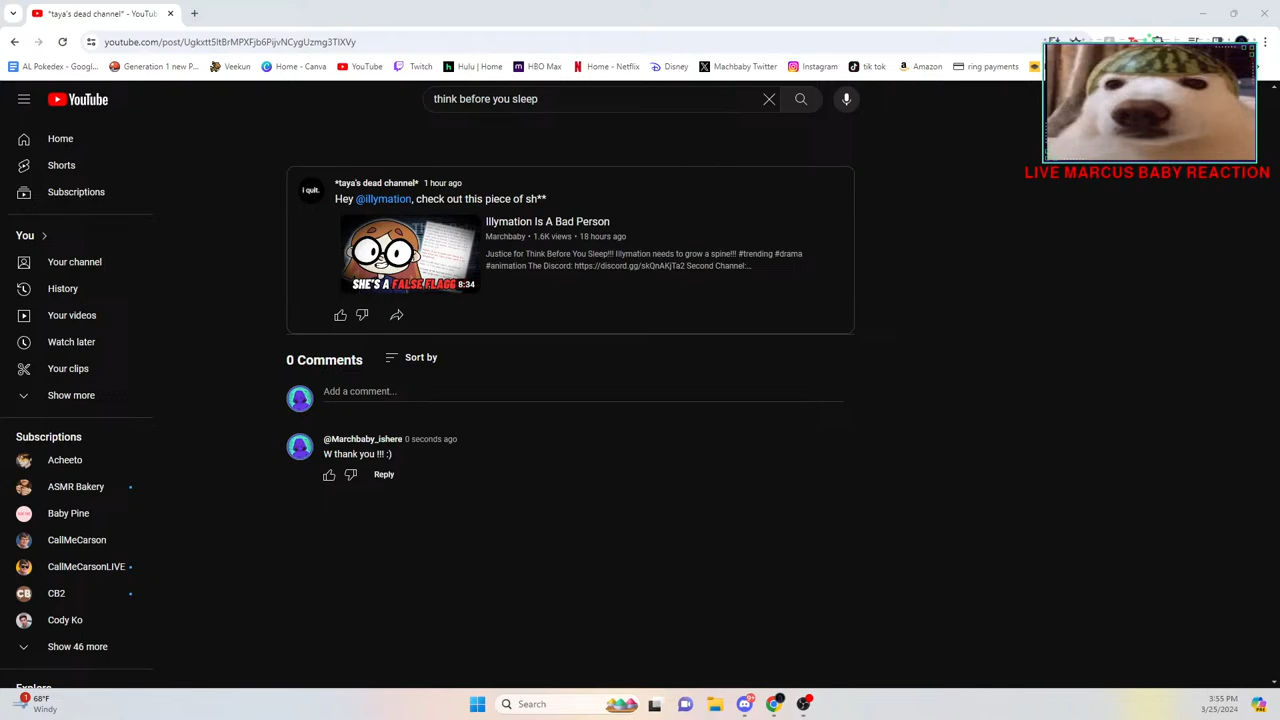 *taya's dead channel* - YouTub
youtube.com/post/Ugkxtt5ItBrMPXFjb6PijvNCygUzmg3TlXVy
AL Pokedex - Googl...
Generation 1 new P...
Veekun
Home - Canva
YouTube
Twitch
Hulu
HBO Max
Home - Netflix
Disney
Machbaby Twitter
Instagram
tik tok
Amazon
ring payments
YouTube
think before you sleep
LIVE MARCUS BABY REACTION
Home
Shorts
Subscriptions
You
Your channel
History
Your videos
Watch later
Your clips
Show more
Subscriptions
Acheeto
ASMR Bakery
Baby Pine
CallMeCarson
CallMeCarsonLIVE
CB2
Cody Ko
Show 46 more
Explore
I quit.
*taya's dead channel* 1 hour ago
Hey @illymation, check out this piece of sh**
SHE'S A FALSE FLAGG
8:34
Illymation Is A Bad Person
Marchbaby • 1.6K views • 18 hours ago
Justice for Think Before You Sleep!!! Illymation needs to grow a spine!!! #trending #drama
#animation The Discord: https://discord.gg/skQnAKjTa2 Second Channel:...
0 Comments
Sort by
Add a comment...
@Marchbaby_ishere 0 seconds ago
W thank you !!! :)
Reply
1
68°F
Windy
Search
3:55 PM
3/25/2024